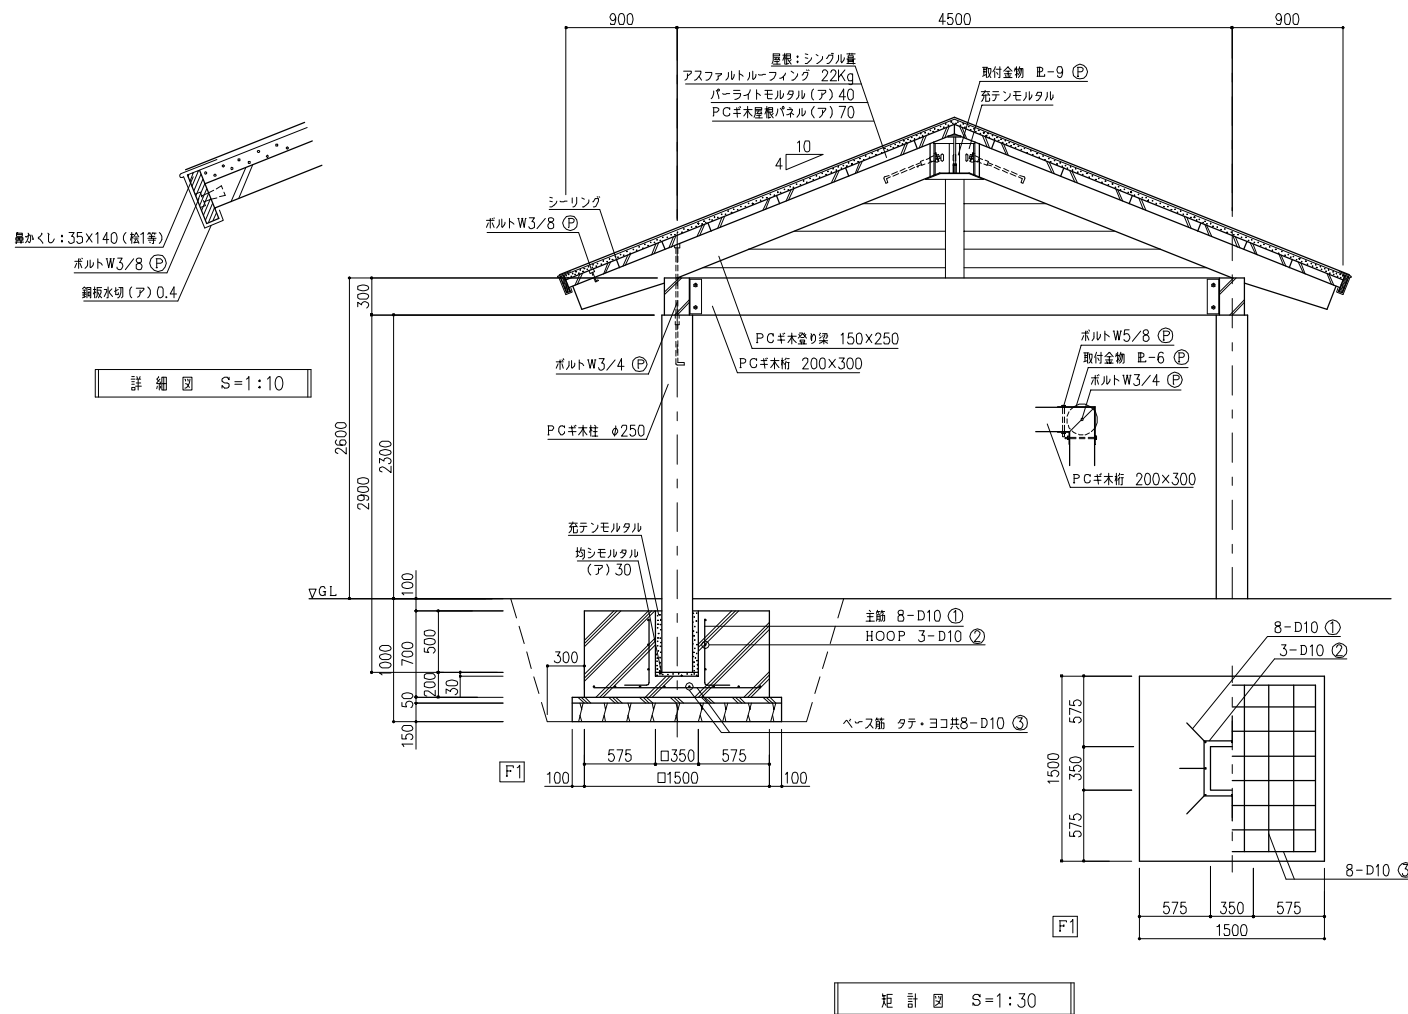 900
4500
900
屋根：シングル葺
アスファルトルーフィング 22Kg
パーライトモルタル(ア)40
PCギ木屋根パネル(ア)70
取付金物 PL-9 Ⓟ
充テンモルタル
10
4
シーリング
ボルトW3/8 Ⓟ
鼻かくし：35×140(桧1等)
ボルトW3/8 Ⓟ
銅板水切(ア)0.4
詳細図 S=1:10
300
2600
2900
2300
PCギ木登り梁 150×250
PCギ木桁 200×300
ボルトW3/4 Ⓟ
PCギ木柱 φ250
ボルトW5/8 Ⓟ
取付金物 PL-6 Ⓟ
ボルトW3/4 Ⓟ
PCギ木桁 200×300
充テンモルタル
均シモルタル
(ア)30
▽GL
100
1000
700
500
200
30
50
150
300
主筋 8-D10 ①
HOOP 3-D10 ②
ベース筋 タテ・ヨコ共8-D10 ③
575
□350
575
100
□1500
100
F1
8-D10 ①
3-D10 ②
575
1500
350
575
8-D10 ③
575
350
575
1500
F1
矩計図 S=1:30